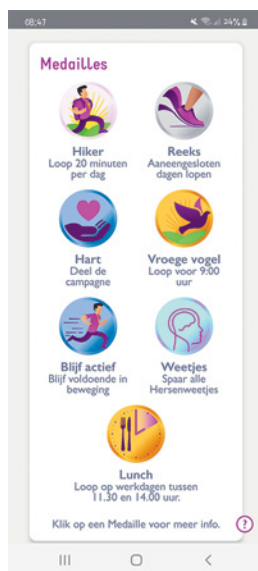 08:47
24%
Medailles
Hiker
Loop 20 minuten
per dag
Reeks
Aaneengesloten
dagen lopen
Hart
Deel de
campagne
Vroege vogel
Loop voor 9:00
uur
Blijf actief
Blijf voldoende in
beweging
Weetjes
Spaar alle
Hersenweetjes
Lunch
Loop op werkdagen tussen
11.30 en 14.00 uur.
Klik op een Medaille voor meer info.
?